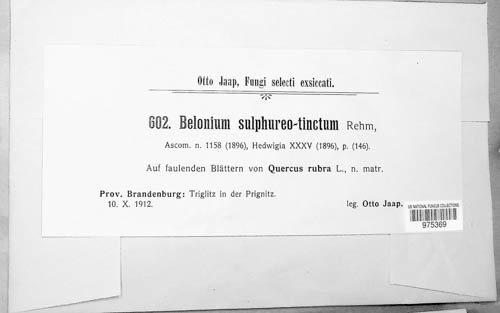 Otto Jaap, Fungi selecti exsiccati.
602. Belonium sulphureo-tinctum Rehm,
Ascom. n. 1158 (1896), Hedwigia XXXV (1896), p. (146).
Auf faulenden Blättern von Quercus rubra L., n. matr.
Prov. Brandenburg: Triglitz in der Prignitz.
10. X. 1912. leg. Otto Jaap.
US NATIONAL FUNGUS COLLECTIONS
975369